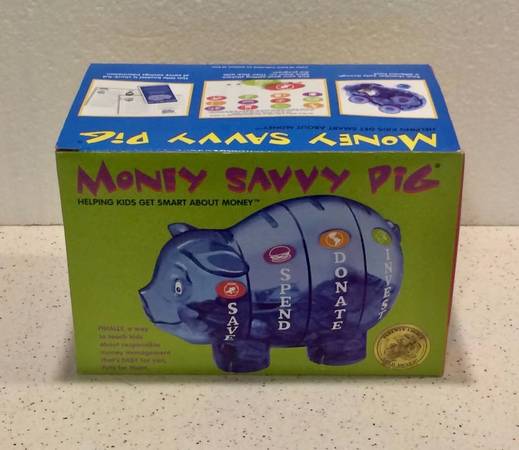 MONEY SAVVY PIG
HELPING KIDS GET SMART ABOUT MONEY™
MONEY SAVVY PIG®
HELPING KIDS GET SMART ABOUT MONEY™
SAVE
SPEND
DONATE
INVEST
FINALLY, a way
to teach kids
about responsible
money management
that's EASY for you,
FUN for them.